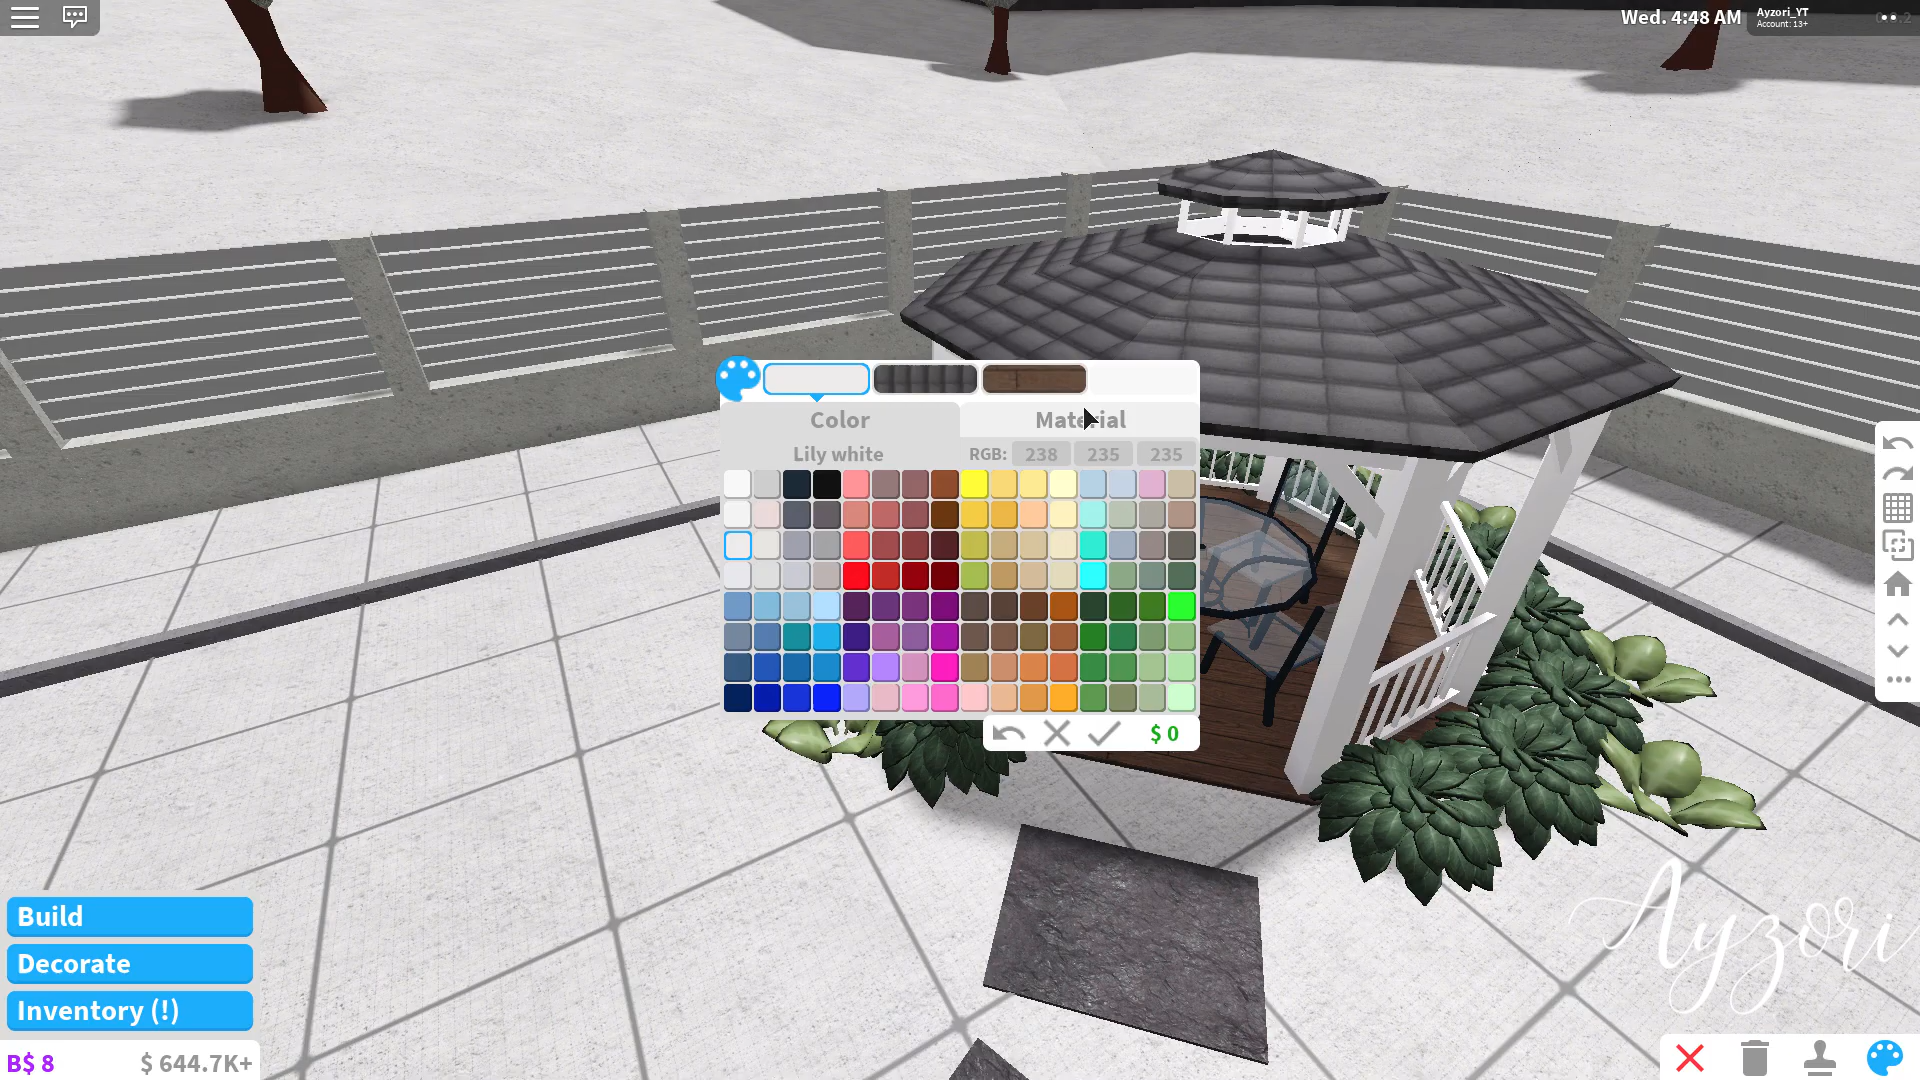 Wed. 4:48 AM
Ayzori_YT
Account: 13+
Color
Material
Lily white
RGB: 238 235 235
$ 0
Build
Decorate
Inventory (!)
B$ 8
$ 644.7K+
Ayzori